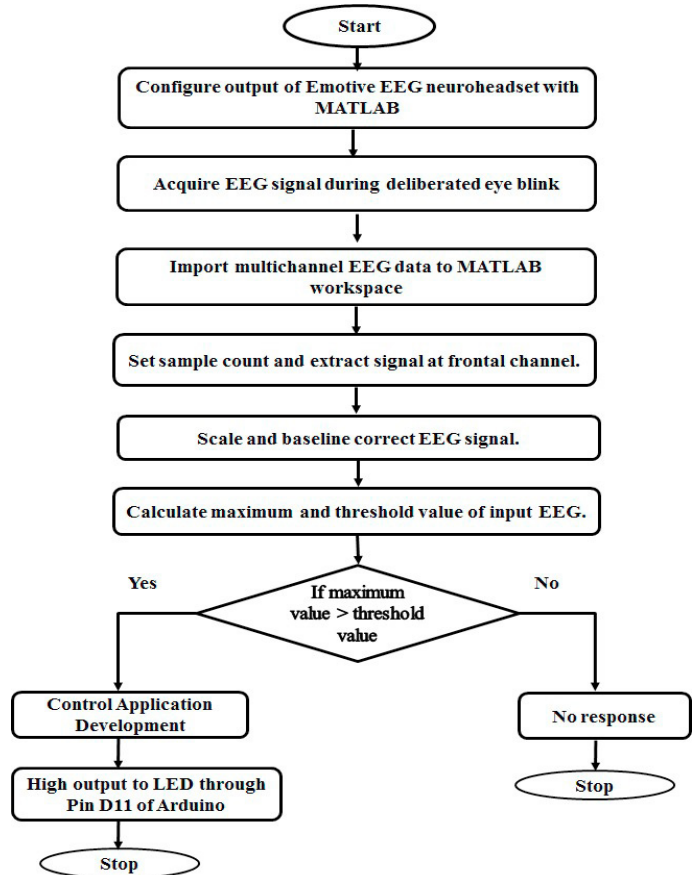 Start
Configure output of Emotive EEG neuroheadset with
MATLAB
Acquire EEG signal during deliberated eye blink
Import multichannel EEG data to MATLAB
workspace
Set sample count and extract signal at frontal channel.
Scale and baseline correct EEG signal.
Calculate maximum and threshold value of input EEG.
Yes
No
If maximum
value > threshold
value
Control Application
Development
No response
High output to LED through
Pin D11 of Arduino
Stop
Stop